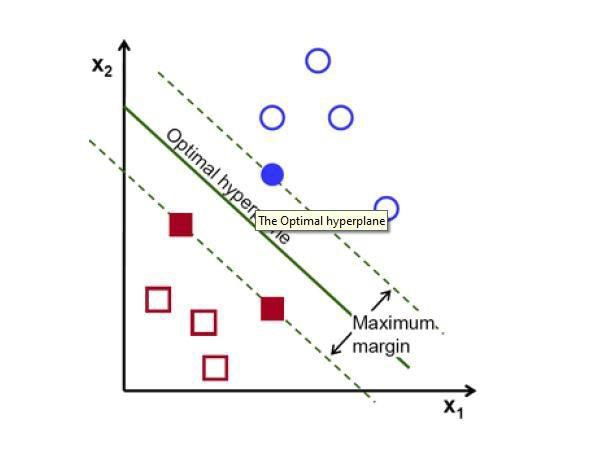 x2
Optimal hyperplane
The Optimal hyperplane
Maximum
margin
x1